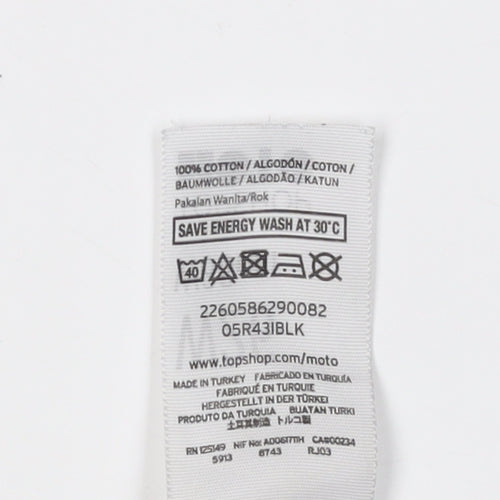 100% COTTON / ALGODÓN / COTON /
BAUMWOLLE / ALGODÃO / KATUN
Pakaian Wanita/Rok
SAVE ENERGY WASH AT 30°C
40
2260586290082
05R43IBLK
www.topshop.com/moto
MADE IN TURKEY FABRICADO EN TURQUÍA
FABRIQUÉ EN TURQUIE
HERGESTELLT IN DER TÜRKEI
PRODUTO DA TURQUIA BUATAN TURKI
土耳其制造 トルコ製
RN 125149 NIF No: A0061711H CA#00234
5913 6743 RJ03